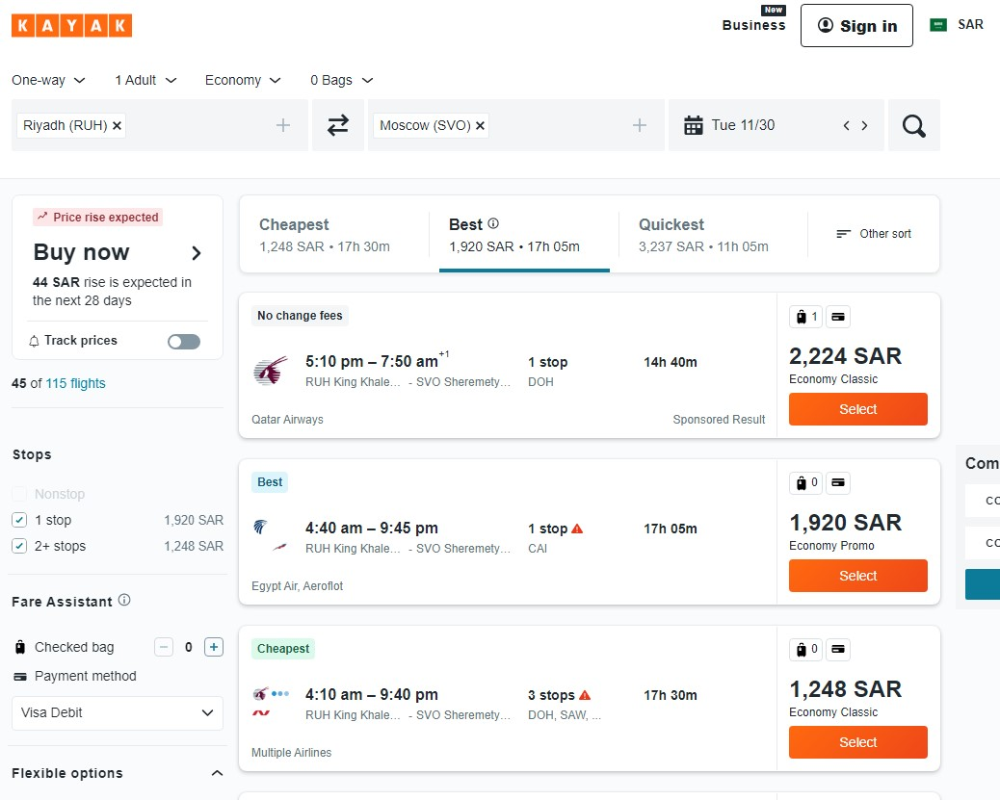 KAYAK
New
Business
Sign in
SAR
One-way
1 Adult
Economy
0 Bags
Riyadh (RUH)
Moscow (SVO)
Tue 11/30
Price rise expected
Buy now
44 SAR rise is expected in
the next 28 days
Track prices
45 of 115 flights
Stops
Nonstop
1 stop 1,920 SAR
2+ stops 1,248 SAR
Fare Assistant
Checked bag 0
Payment method
Visa Debit
Flexible options
Cheapest
1,248 SAR • 17h 30m
Best
1,920 SAR • 17h 05m
Quickest
3,237 SAR • 11h 05m
Other sort
No change fees
5:10 pm – 7:50 am+1
RUH King Khale... - SVO Sheremety...
1 stop
DOH
14h 40m
Qatar Airways
Sponsored Result
1
2,224 SAR
Economy Classic
Select
Best
4:40 am – 9:45 pm
RUH King Khale... - SVO Sheremety...
1 stop
CAI
17h 05m
Egypt Air, Aeroflot
0
1,920 SAR
Economy Promo
Select
Cheapest
4:10 am – 9:40 pm
RUH King Khale... - SVO Sheremety...
3 stops
DOH, SAW, ...
17h 30m
Multiple Airlines
0
1,248 SAR
Economy Classic
Select
Com
CO
CO